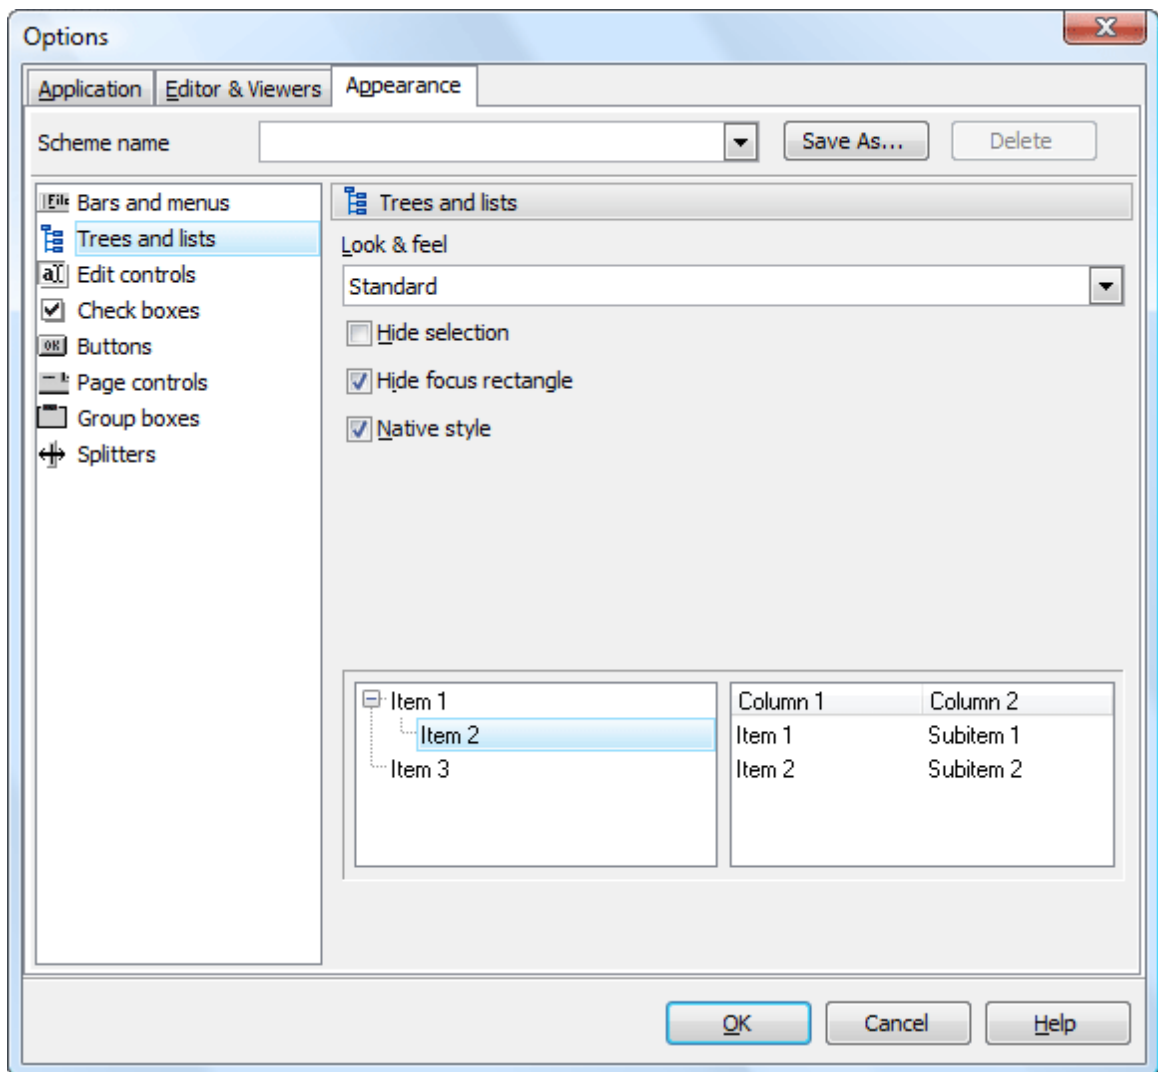 Options
Application Editor & Viewers Appearance
Scheme name Save As... Delete
Bars and menus
Trees and lists
Edit controls
Check boxes
Buttons
Page controls
Group boxes
Splitters
Trees and lists
Look & feel
Standard
Hide selection
Hide focus rectangle
Native style
Item 1
Item 2
Item 3
Column 1 Column 2
Item 1 Subitem 1
Item 2 Subitem 2
OK Cancel Help